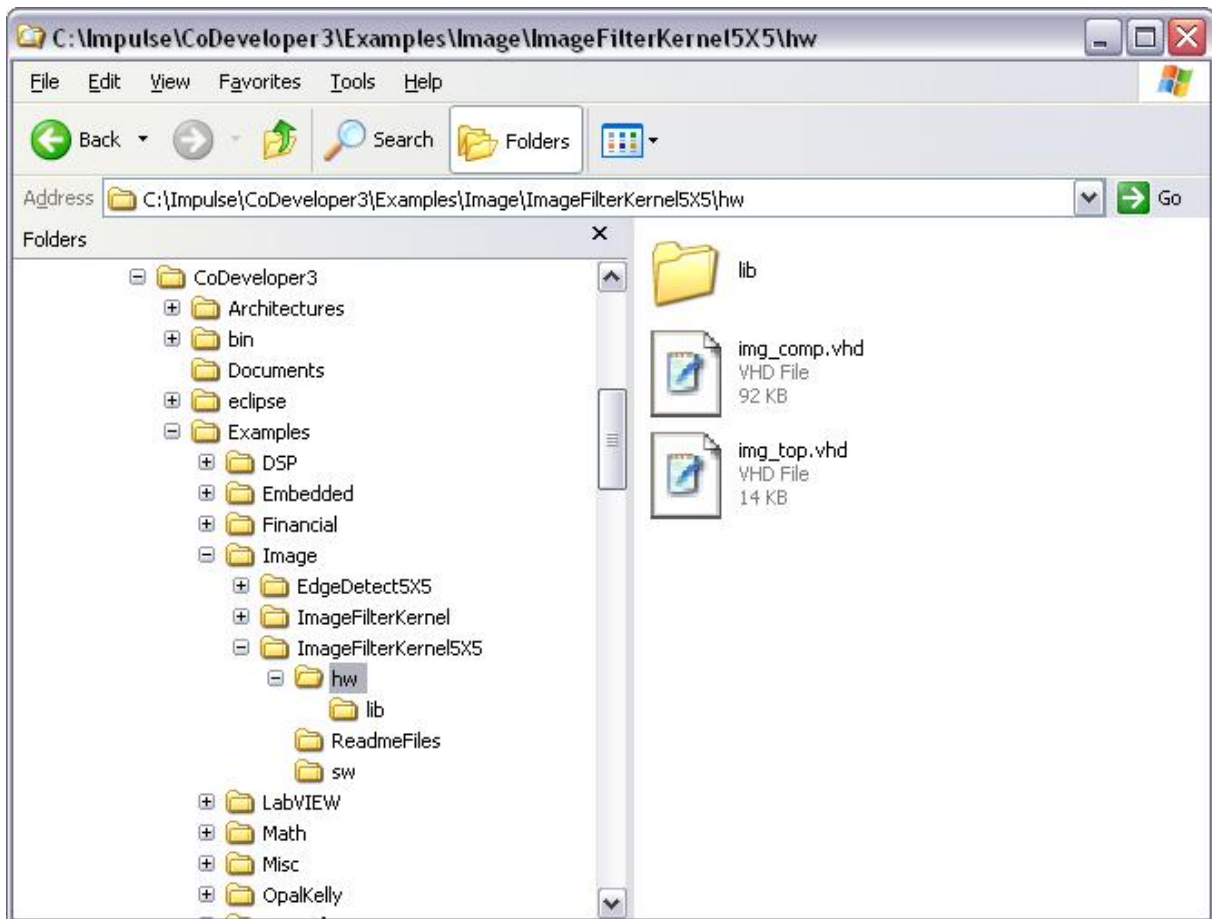 C:\Impulse\CoDeveloper3\Examples\Image\ImageFilterKernel5X5\hw
File Edit View Favorites Tools Help
Back Search Folders
Address C:\Impulse\CoDeveloper3\Examples\Image\ImageFilterKernel5X5\hw Go
Folders
CoDeveloper3
Architectures
bin
Documents
eclipse
Examples
DSP
Embedded
Financial
Image
EdgeDetect5X5
ImageFilterKernel
ImageFilterKernel5X5
hw
lib
ReadmeFiles
sw
LabVIEW
Math
Misc
OpalKelly
lib
img_comp.vhd
VHD File
92 KB
img_top.vhd
VHD File
14 KB